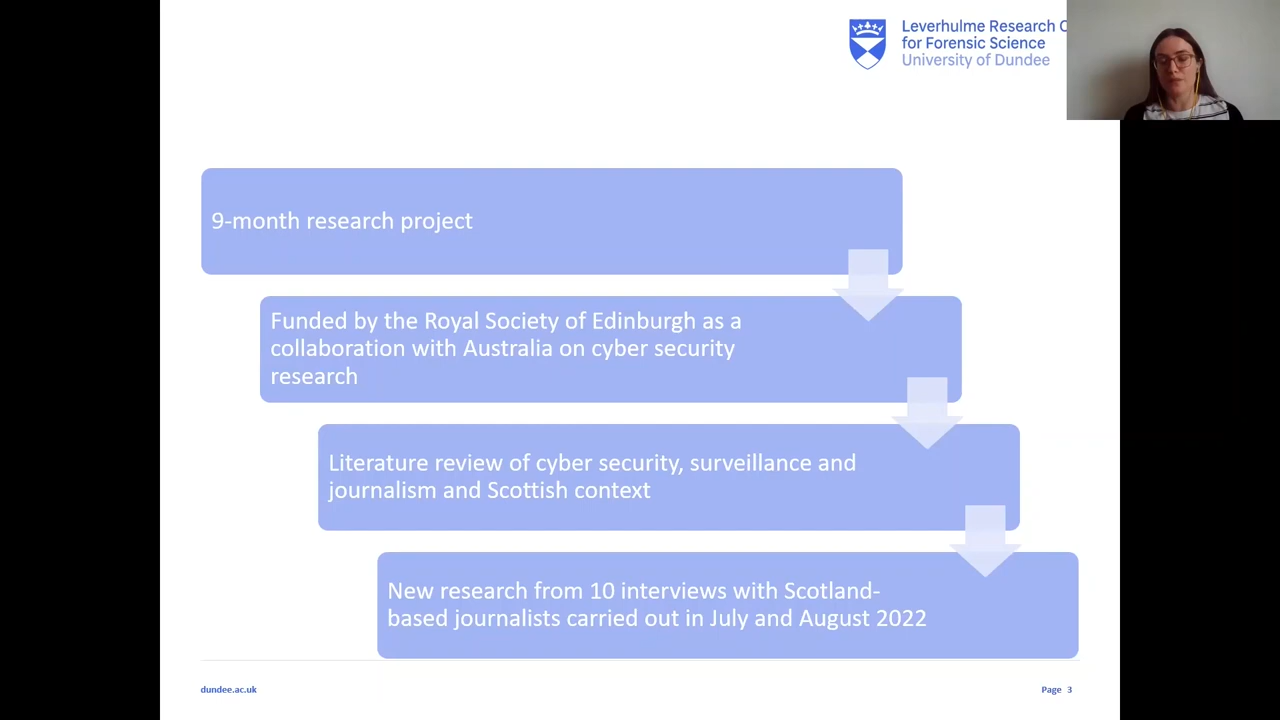 Leverhulme Research C
for Forensic Science
University of Dundee
9-month research project
Funded by the Royal Society of Edinburgh as a
collaboration with Australia on cyber security
research
Literature review of cyber security, surveillance and
journalism and Scottish context
New research from 10 interviews with Scotland-
based journalists carried out in July and August 2022
dundee.ac.uk
Page 3